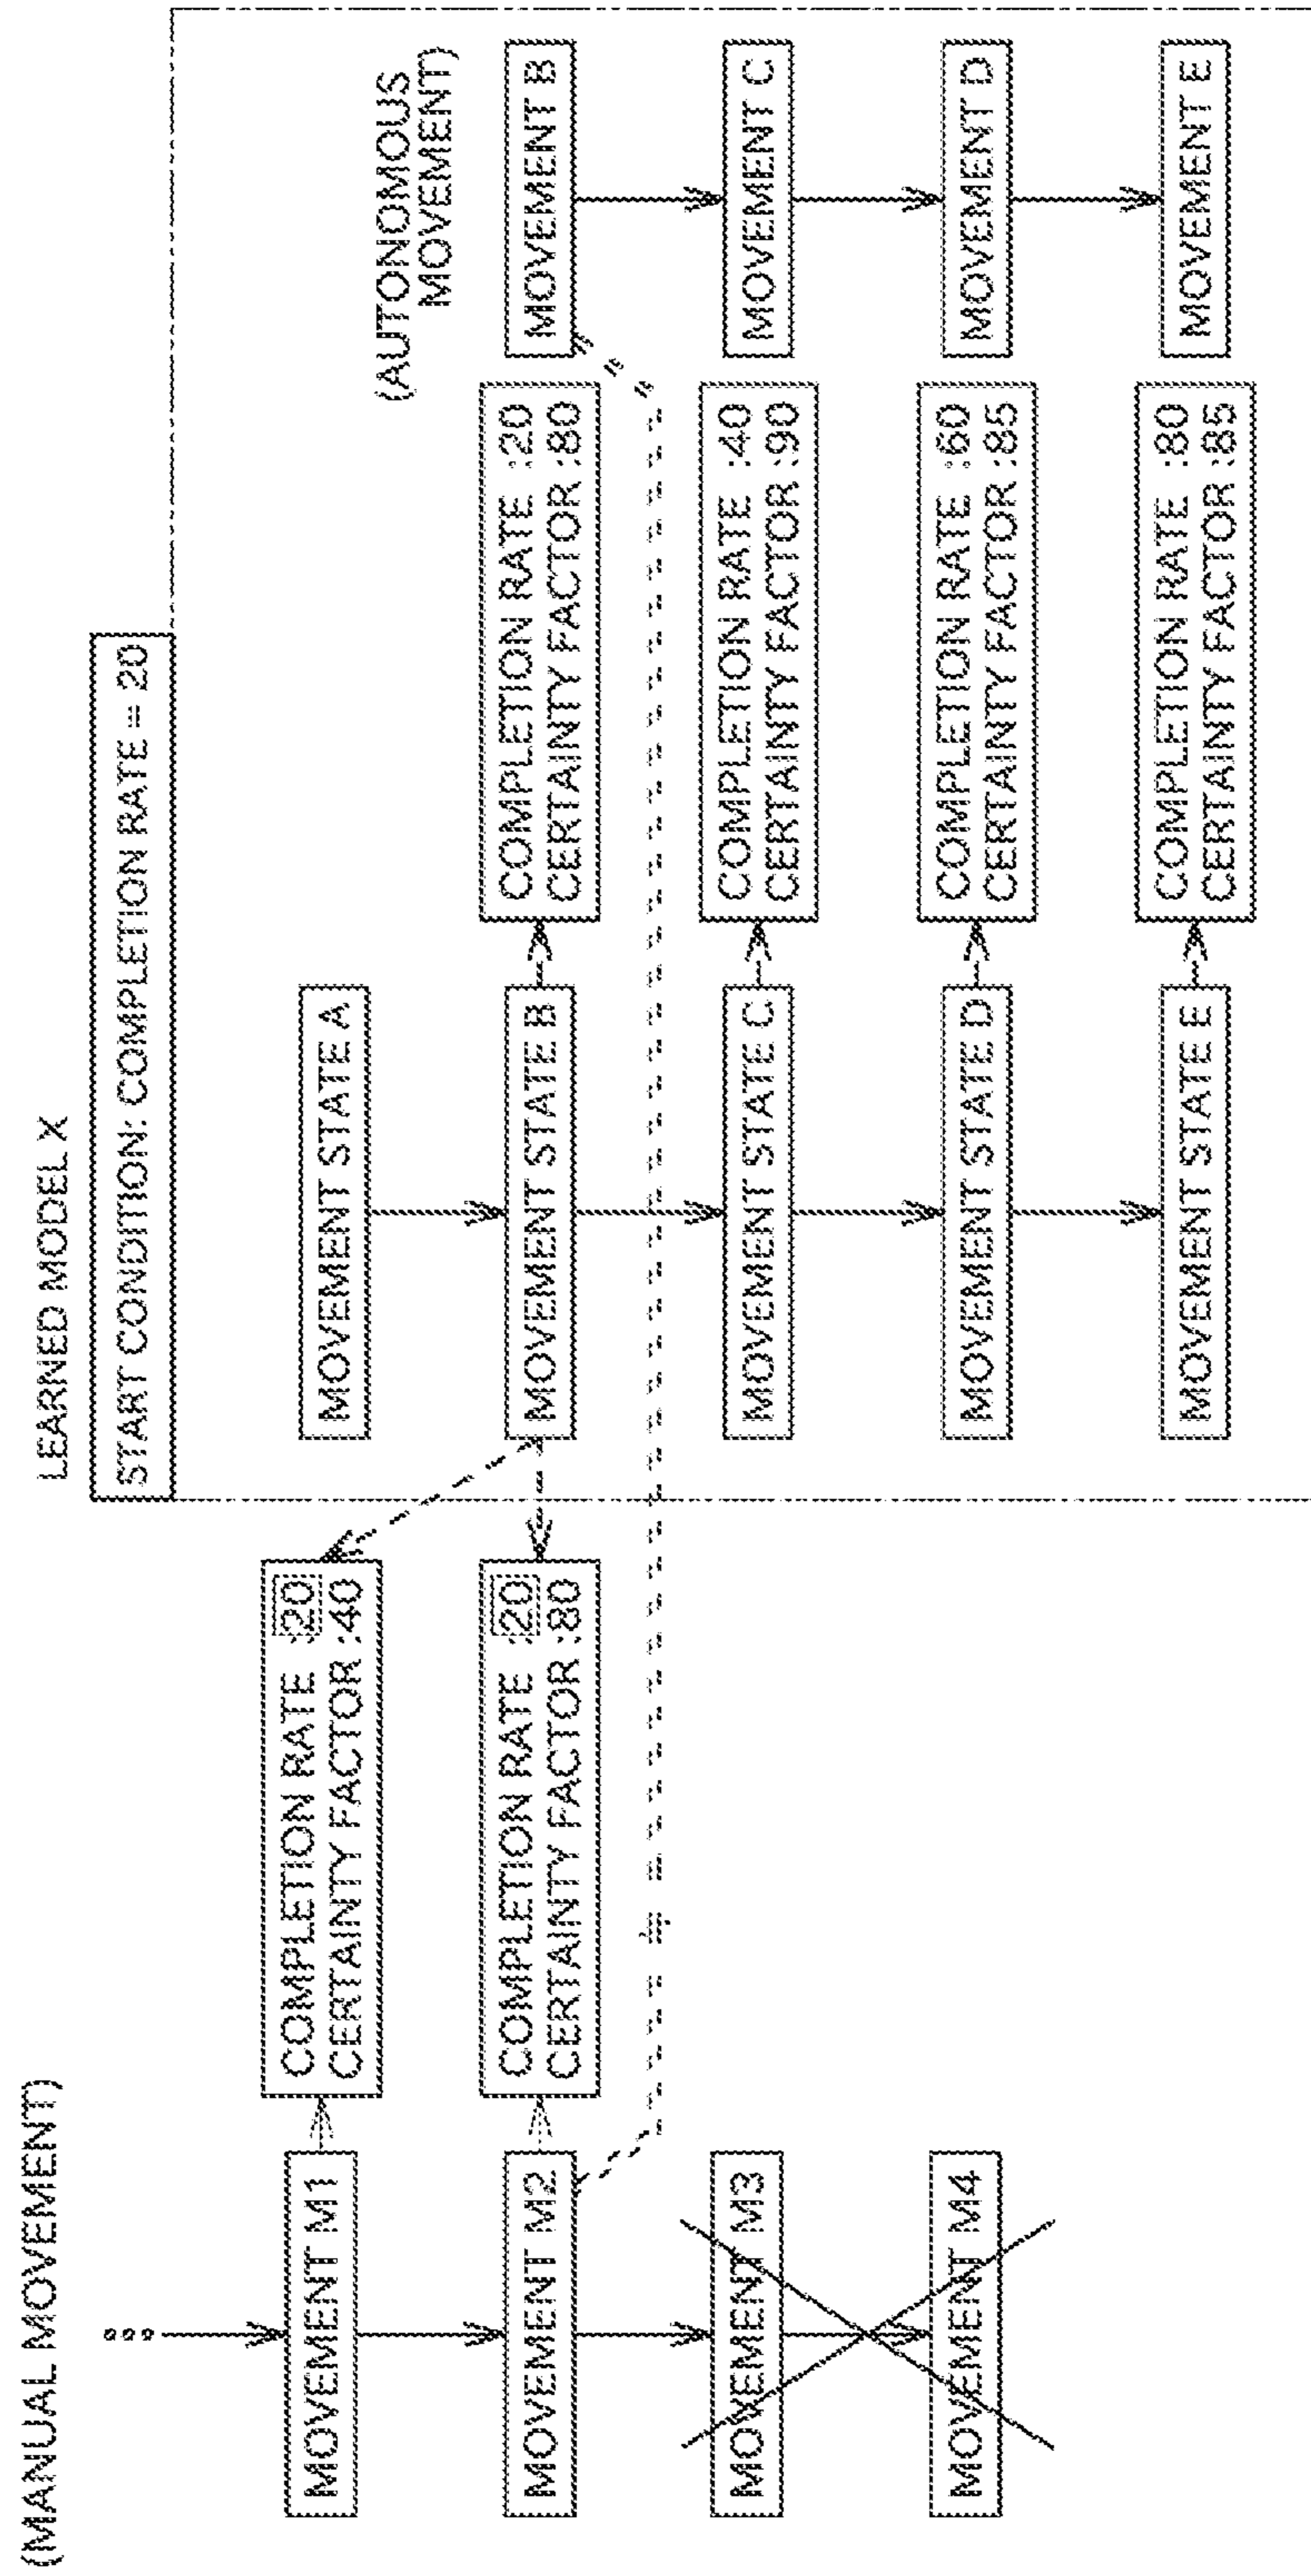 (MANUAL MOVEMENT)
MOVEMENT M1
COMPLETION RATE :20
CERTAINTY FACTOR :40
MOVEMENT M2
COMPLETION RATE :20
CERTAINTY FACTOR :80
MOVEMENT M3
MOVEMENT M4
LEARNED MODEL X
START CONDITION: COMPLETION RATE = 20
MOVEMENT STATE A
MOVEMENT STATE B
COMPLETION RATE :20
CERTAINTY FACTOR :80
MOVEMENT STATE C
COMPLETION RATE :40
CERTAINTY FACTOR :90
MOVEMENT STATE D
COMPLETION RATE :60
CERTAINTY FACTOR :85
MOVEMENT STATE E
COMPLETION RATE :80
CERTAINTY FACTOR :85
(AUTONOMOUS
MOVEMENT)
MOVEMENT B
MOVEMENT C
MOVEMENT D
MOVEMENT E